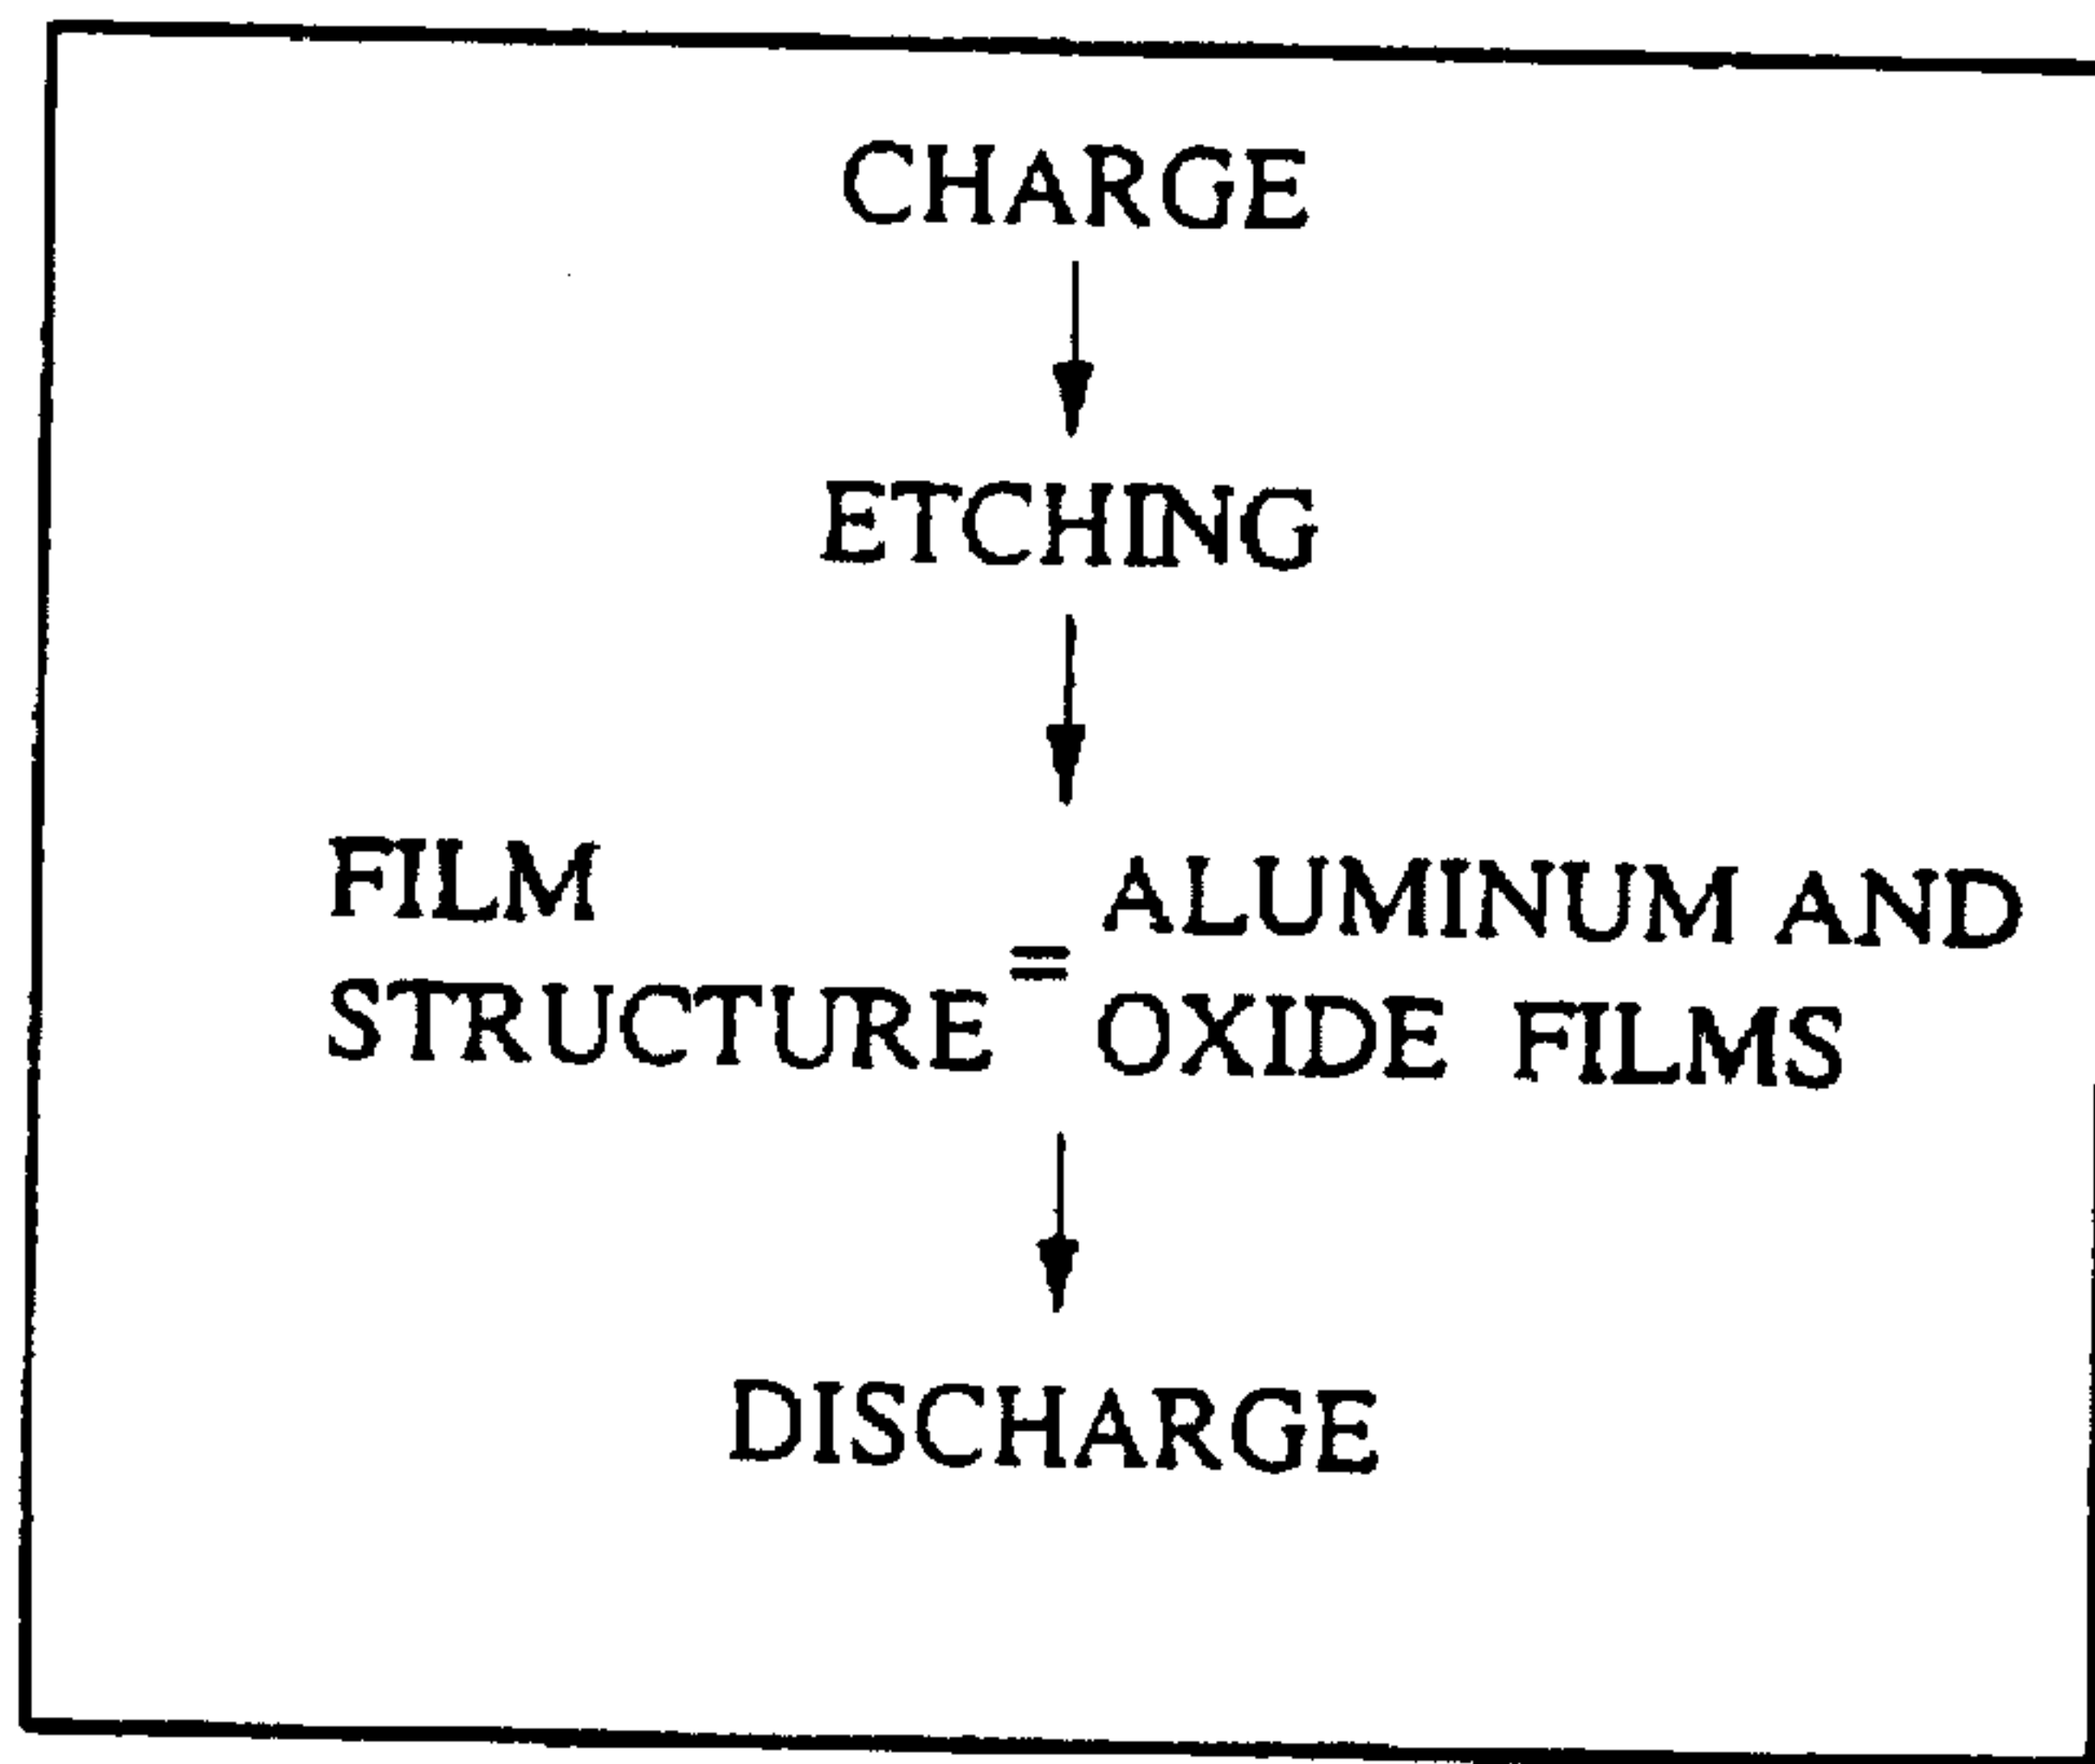 CHARGE
ETCHING
FILM
STRUCTURE
=
ALUMINUM AND
OXIDE FILMS
DISCHARGE